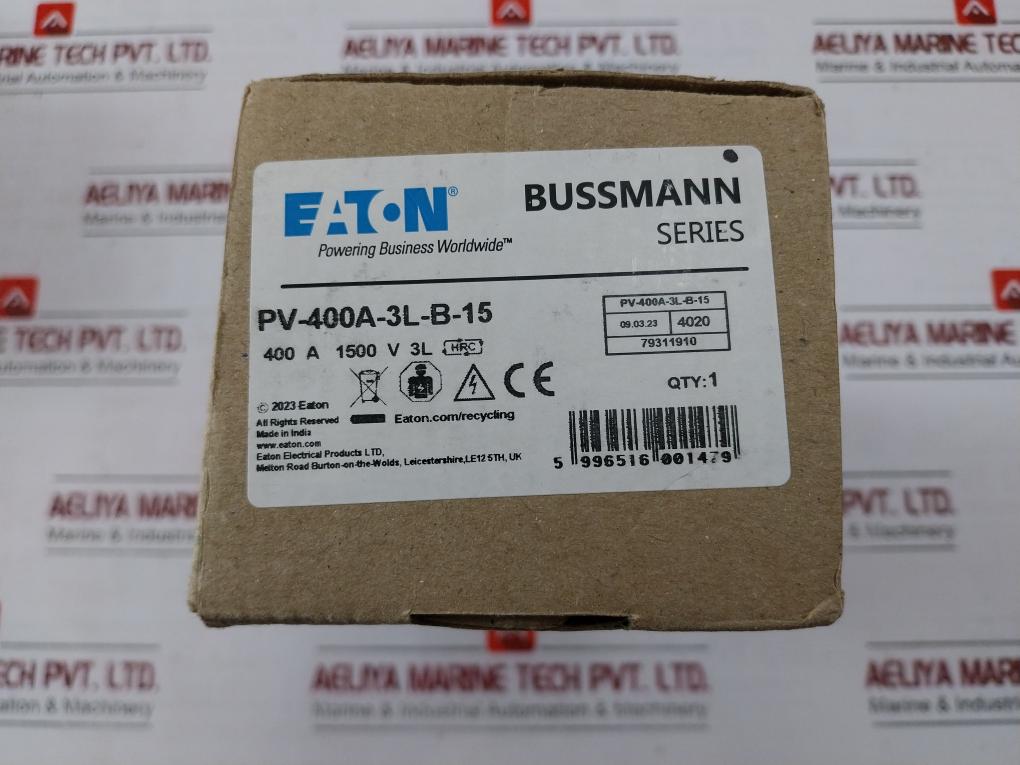 AELIYA MARINE TECH PVT. LTD.
Marine & Industrial Automation & Machinery
EATON®
Powering Business Worldwide™
BUSSMANN
SERIES
PV-400A-3L-B-15
400 A 1500 V 3L HRC
PV-400A-3L-B-15
09.03.23 4020
79311910
QTY:1
CE
© 2023 Eaton
All Rights Reserved
Eaton.com/recycling
Made in India
www.eaton.com
Eaton Electrical Products LTD,
Melton Road Burton-on-the-Wolds, Leicestershire,LE12 5TH, UK
5 996516 001479